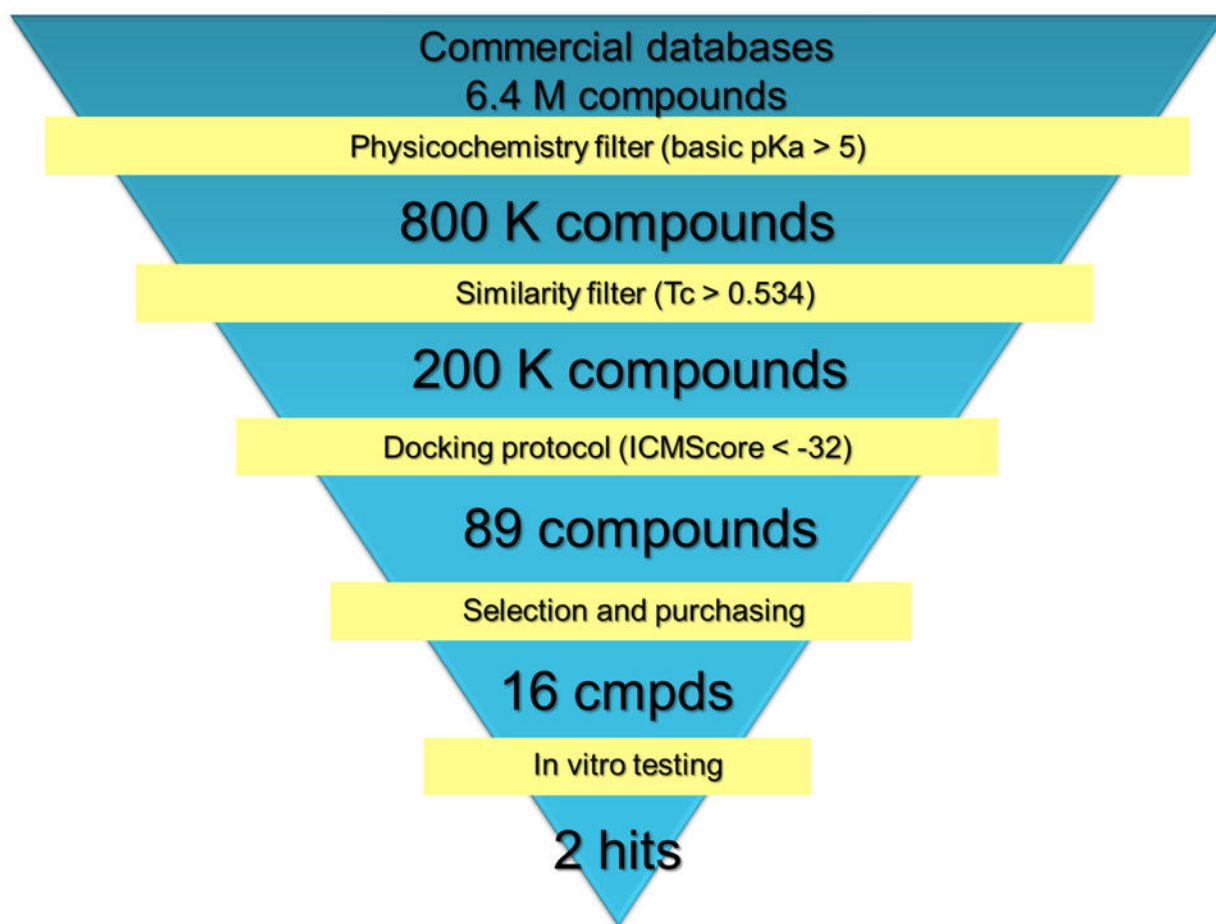 Commercial databases
6.4 M compounds
Physicochemistry filter (basic pKa > 5)
800 K compounds
Similarity filter (Tc > 0.534)
200 K compounds
Docking protocol (ICMScore < -32)
89 compounds
Selection and purchasing
16 cmpds
In vitro testing
2 hits